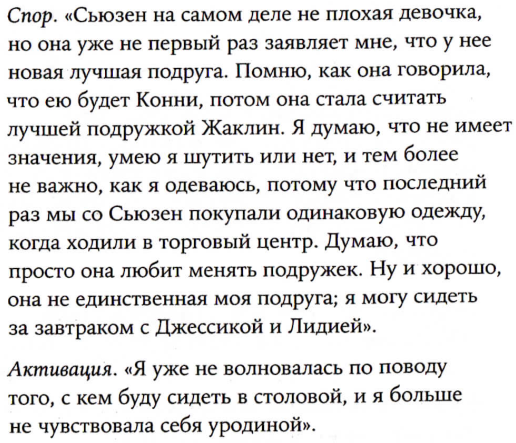 Спор. «Сьюзен на самом деле не плохая девочка,
но она уже не первый раз заявляет мне, что у нее
новая лучшая подруга. Помню, как она говорила,
что ею будет Конни, потом она стала считать
лучшей подружкой Жаклин. Я думаю, что не имеет
значения, умею я шутить или нет, и тем более
не важно, как я одеваюсь, потому что последний
раз мы со Сьюзен покупали одинаковую одежду,
когда ходили в торговый центр. Думаю, что
просто она любит менять подружек. Ну и хорошо,
она не единственная моя подруга; я могу сидеть
за завтраком с Джессикой и Лидией».
Активация. «Я уже не волновалась по поводу
того, с кем буду сидеть в столовой, и я больше
не чувствовала себя уродиной».